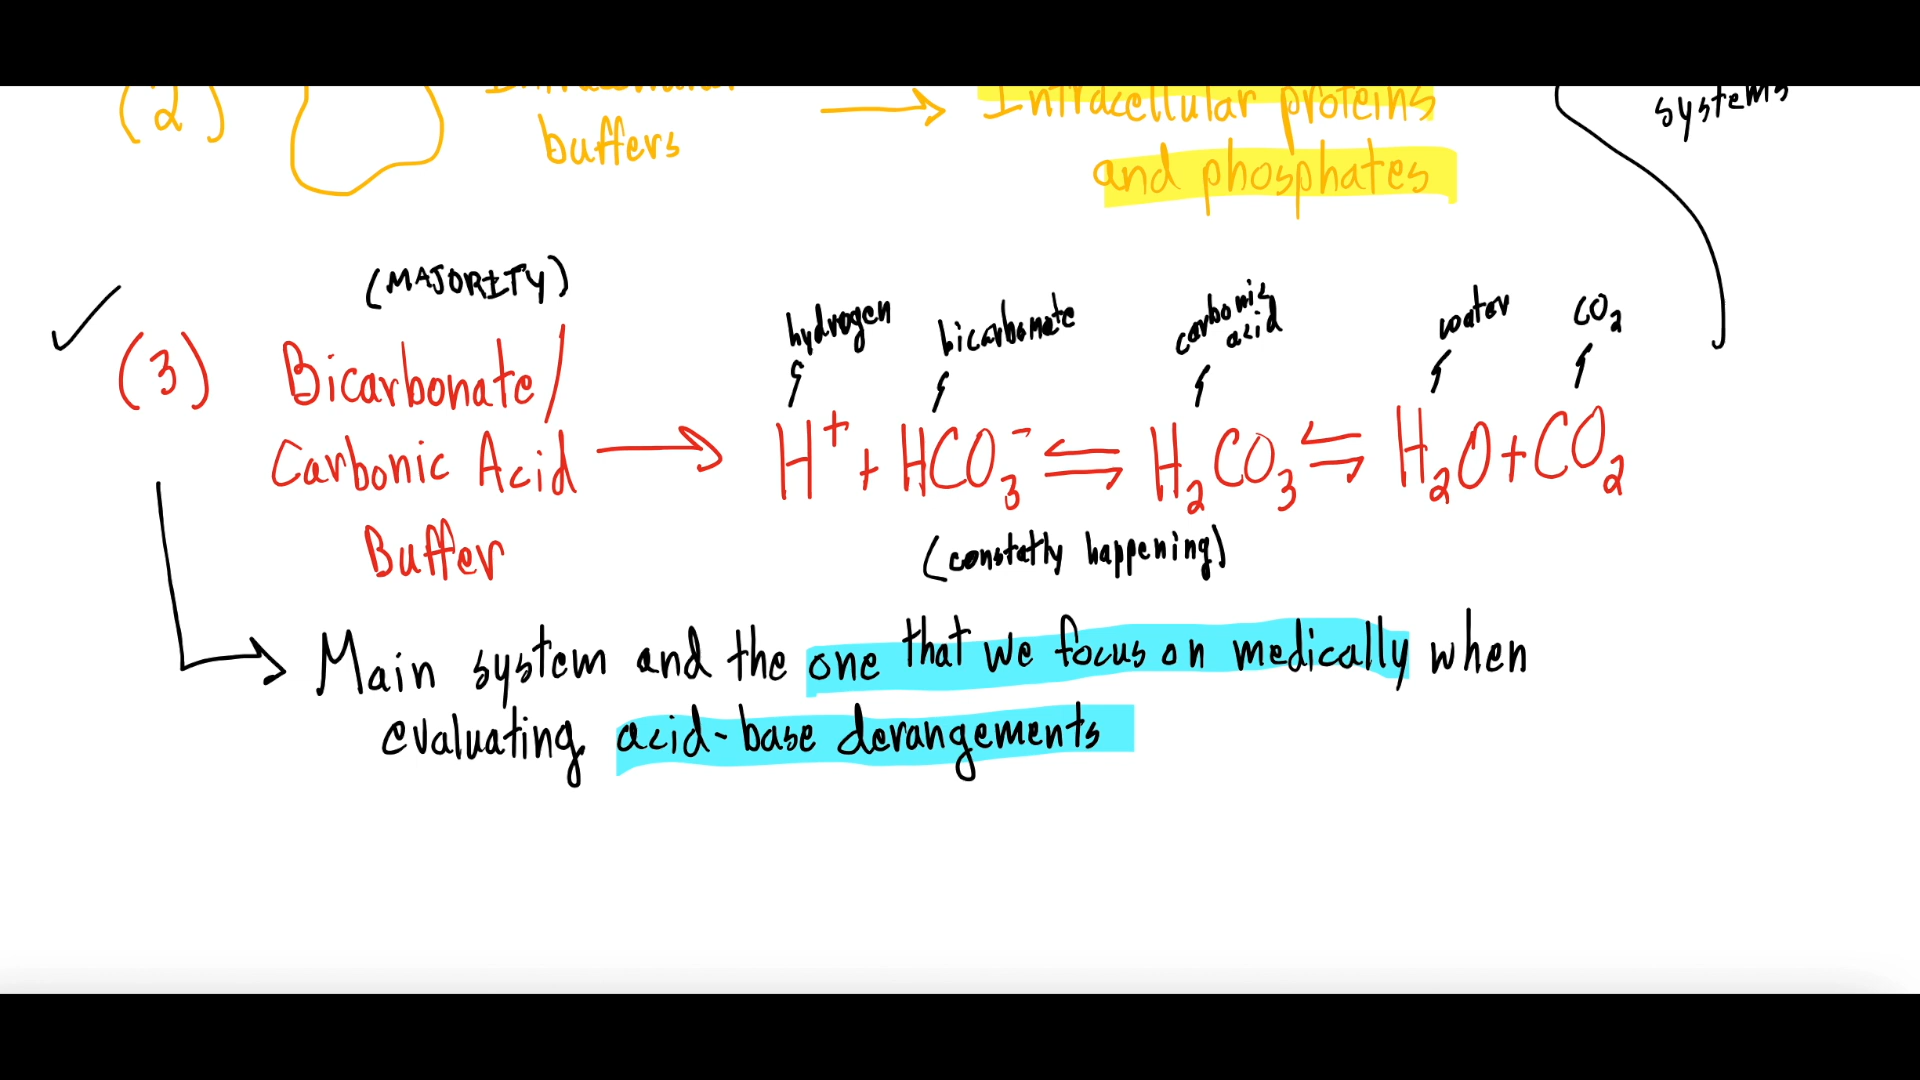 (2)
buffers
Intracellular proteins
and phosphates
systems
(MAJORITY)
(3) Bicarbonate/
Carbonic Acid
Buffer
hydrogen
bicarbonate
carbonic
acid
water
CO₂
H⁺ + HCO₃⁻ ⇌ H₂CO₃ ⇌ H₂O + CO₂
(constatly happening)
Main system and the one that we focus on medically when
evaluating acid-base derangements